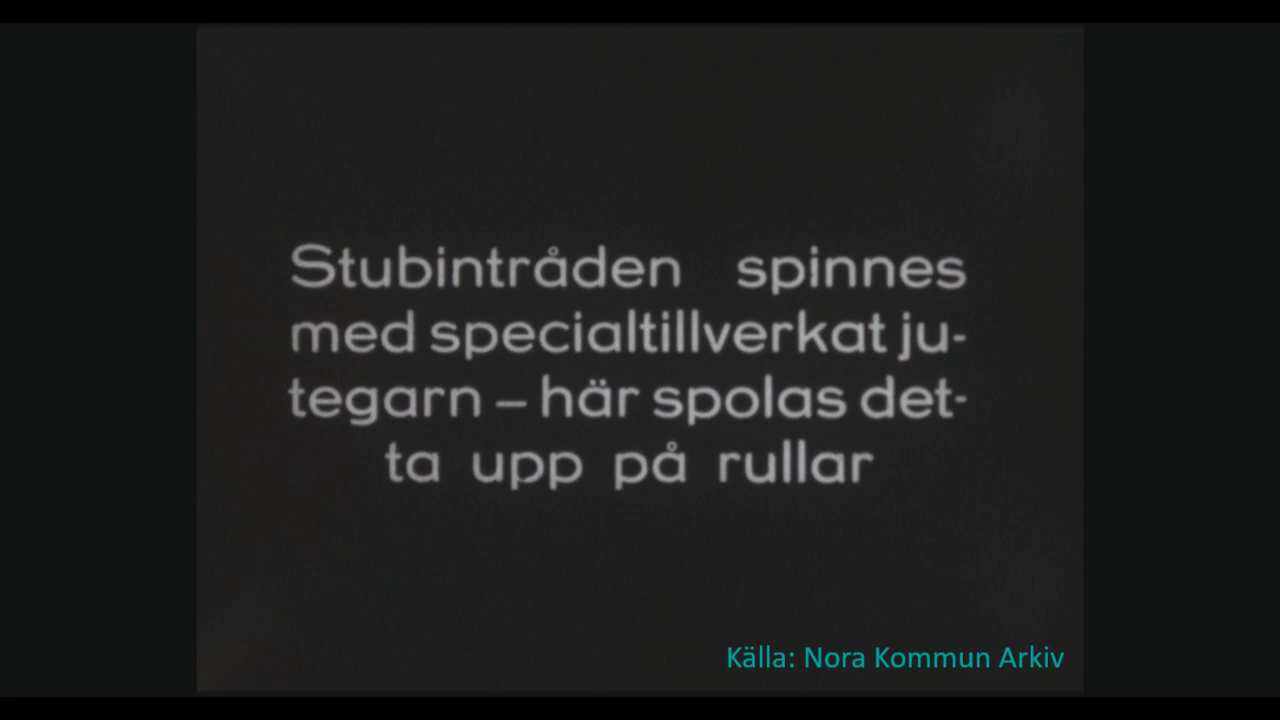 Stubintråden spinnes
med specialtillverkat ju-
tegarn – här spolas det-
ta upp på rullar
Källa: Nora Kommun Arkiv